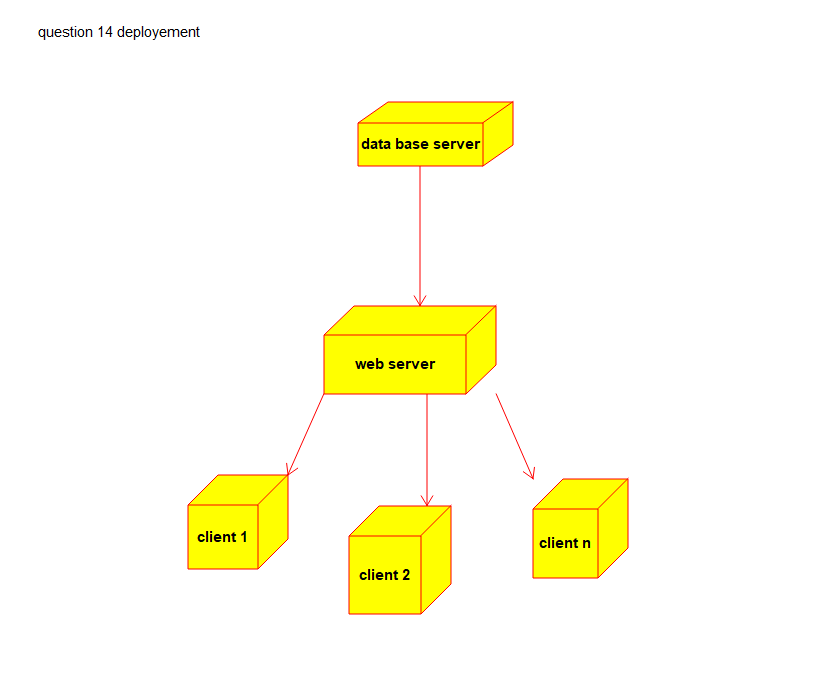 question 14 deployement
data base server
web server
client 1
client 2
client n